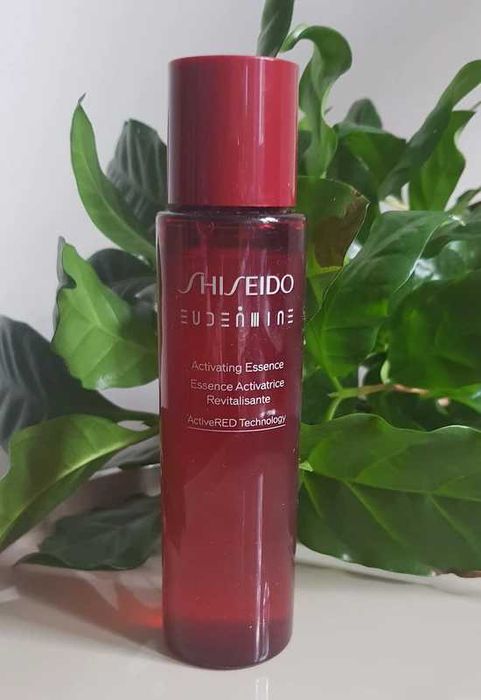 SHISEIDO
EUDERMINE
Activating Essence
Essence Activatrice
Revitalisante
ActiveRED Technology